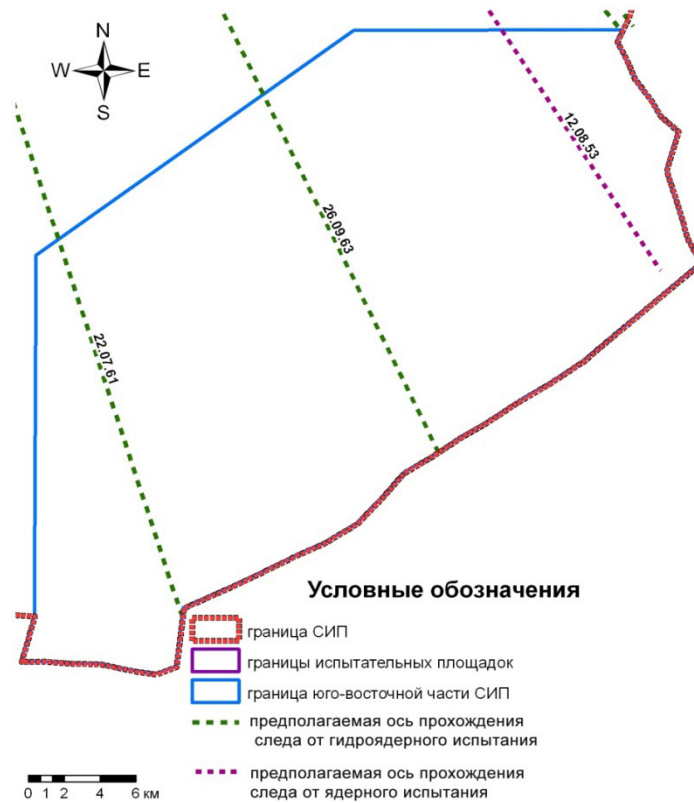 N
W E
S
12.08.53
26.09.63
22.07.61
Условные обозначения
граница СИП
границы испытательных площадок
граница юго-восточной части СИП
предполагаемая ось прохождения
следа от гидроядерного испытания
предполагаемая ось прохождения
следа от ядерного испытания
0 1 2 4 6 км